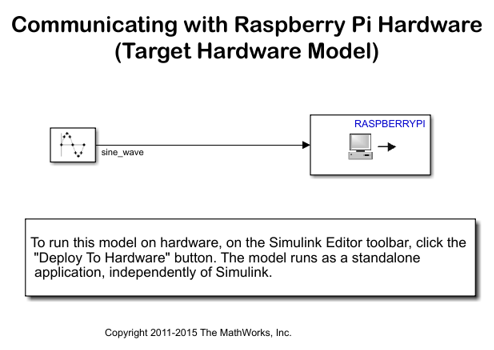 Communicating with Raspberry Pi Hardware
(Target Hardware Model)
RASPBERRYPI
sine_wave
To run this model on hardware, on the Simulink Editor toolbar, click the
"Deploy To Hardware" button. The model runs as a standalone
application, independently of Simulink.
Copyright 2011-2015 The MathWorks, Inc.